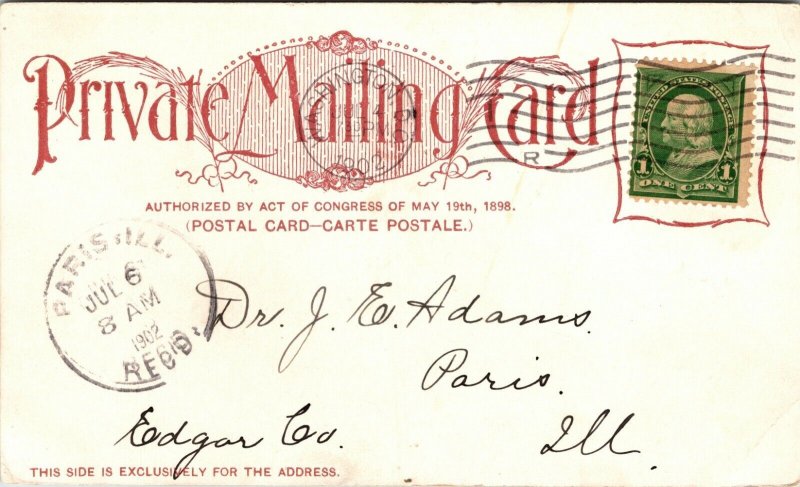 Private Mailing Card
WASHINGTON
1902
R
UNITED STATES POSTAGE
1 1
ONE CENT
AUTHORIZED BY ACT OF CONGRESS OF MAY 19th, 1898.
(POSTAL CARD—CARTE POSTALE.)
PARIS, ILL.
JUL 6
8 AM
1902
REC'D.
Dr. J. E. Adams.
Paris.
Edgar Co. Ill.
THIS SIDE IS EXCLUSIVELY FOR THE ADDRESS.